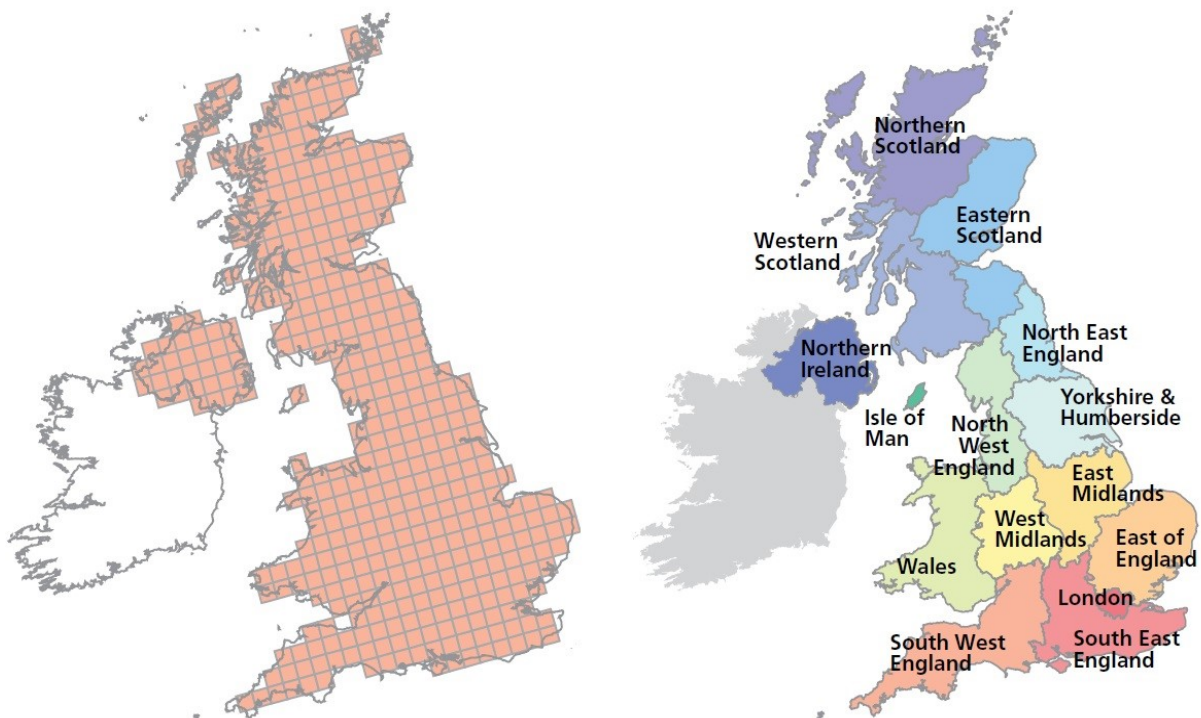 Northern
Scotland
Eastern
Scotland
Western
Scotland
North East
England
Northern
Ireland
Yorkshire &
Humberside
Isle of
Man
North
West
England
East
Midlands
West
Midlands
East of
England
Wales
London
South West
England
South East
England